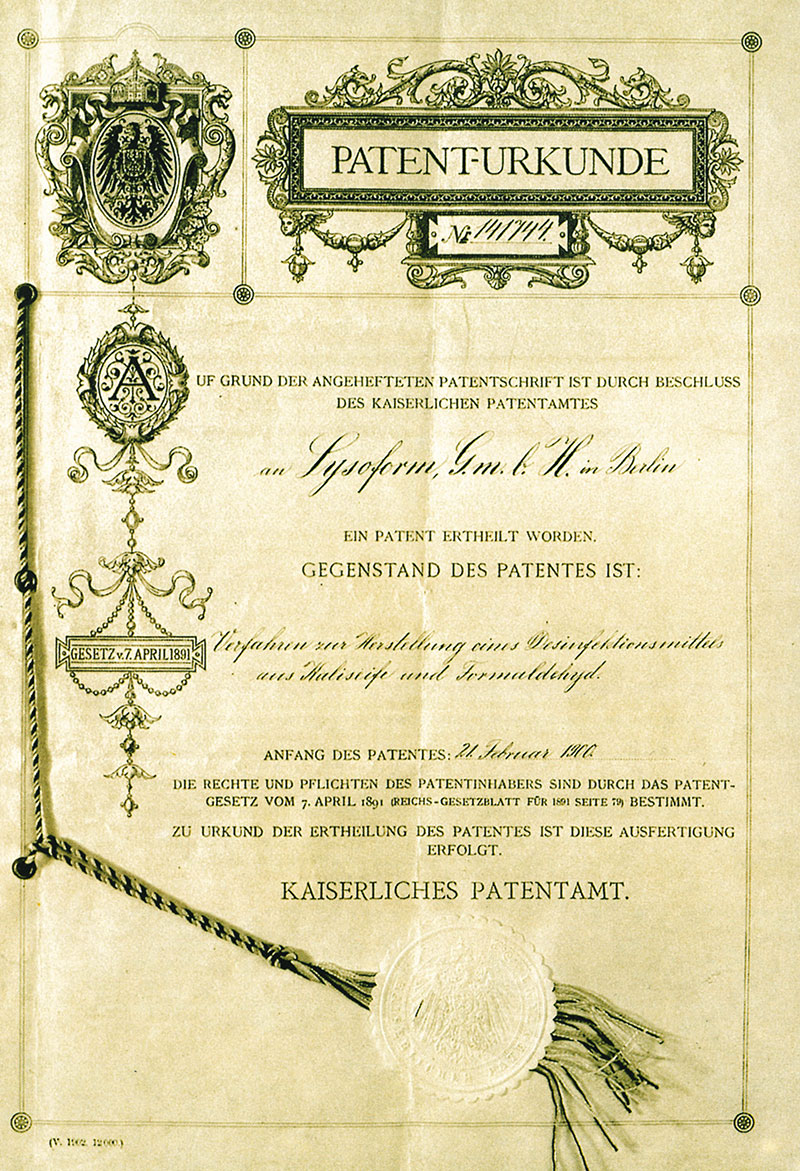 PATENT-URKUNDE
No 141744.
AUF GRUND DER ANGEHEFTETEN PATENTSCHRIFT IST DURCH BESCHLUSS
DES KAISERLICHEN PATENTAMTES
an Lysoform, G.m.b.H. in Berlin
EIN PATENT ERTHEILT WORDEN.
GEGENSTAND DES PATENTES IST:
GESETZ v. 7. APRIL 1891
Verfahren zur Herstellung eines Desinfektionsmittels
aus Kaliseife und Formaldehyd.
ANFANG DES PATENTES: 21. Februar 1900.
DIE RECHTE UND PFLICHTEN DES PATENTINHABERS SIND DURCH DAS PATENT-
GESETZ VOM 7. APRIL 1891 (REICHS-GESETZBLATT FÜR 1891 SEITE 79) BESTIMMT.
ZU URKUND DER ERTHEILUNG DES PATENTES IST DIESE AUSFERTIGUNG
ERFOLGT.
KAISERLICHES PATENTAMT.
(V. 1902. 12000.)